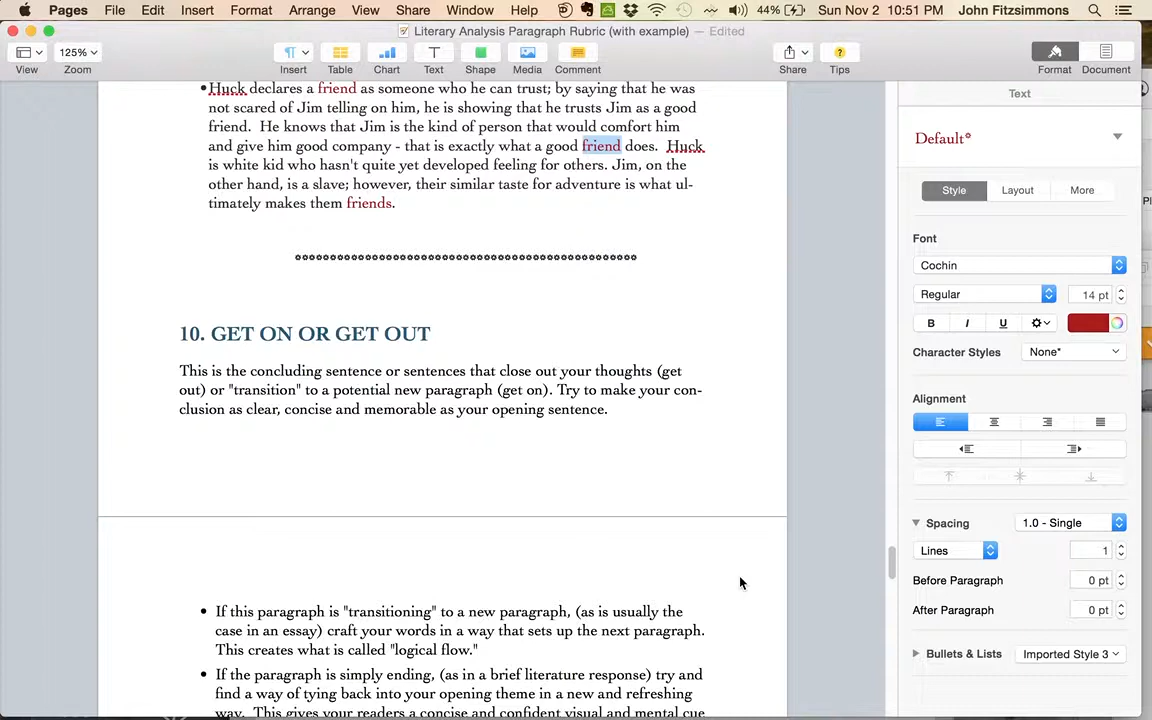 Pages File Edit Insert Format Arrange View Share Window Help 44% Sun Nov 2 10:51 PM John Fitzsimmons
Literary Analysis Paragraph Rubric (with example) — Edited
125%
View Zoom Insert Table Chart Text Shape Media Comment Share Tips Format Document
Huck declares a friend as someone who he can trust; by saying that he was
not scared of Jim telling on him, he is showing that he trusts Jim as a good
friend. He knows that Jim is the kind of person that would comfort him
and give him good company - that is exactly what a good friend does. Huck
is white kid who hasn't quite yet developed feeling for others. Jim, on the
other hand, is a slave; however, their similar taste for adventure is what ul-
timately makes them friends.
10. GET ON OR GET OUT
This is the concluding sentence or sentences that close out your thoughts (get
out) or "transition" to a potential new paragraph (get on). Try to make your con-
clusion as clear, concise and memorable as your opening sentence.
• If this paragraph is "transitioning" to a new paragraph, (as is usually the
case in an essay) craft your words in a way that sets up the next paragraph.
This creates what is called "logical flow."
• If the paragraph is simply ending, (as in a brief literature response) try and
find a way of tying back into your opening theme in a new and refreshing
way. This gives your readers a concise and confident visual and mental cue
Text
Default*
Style Layout More
Font
Cochin
Regular 14 pt
B I U
Character Styles None*
Alignment
Spacing 1.0 - Single
Lines 1
Before Paragraph 0 pt
After Paragraph 0 pt
Bullets & Lists Imported Style 3